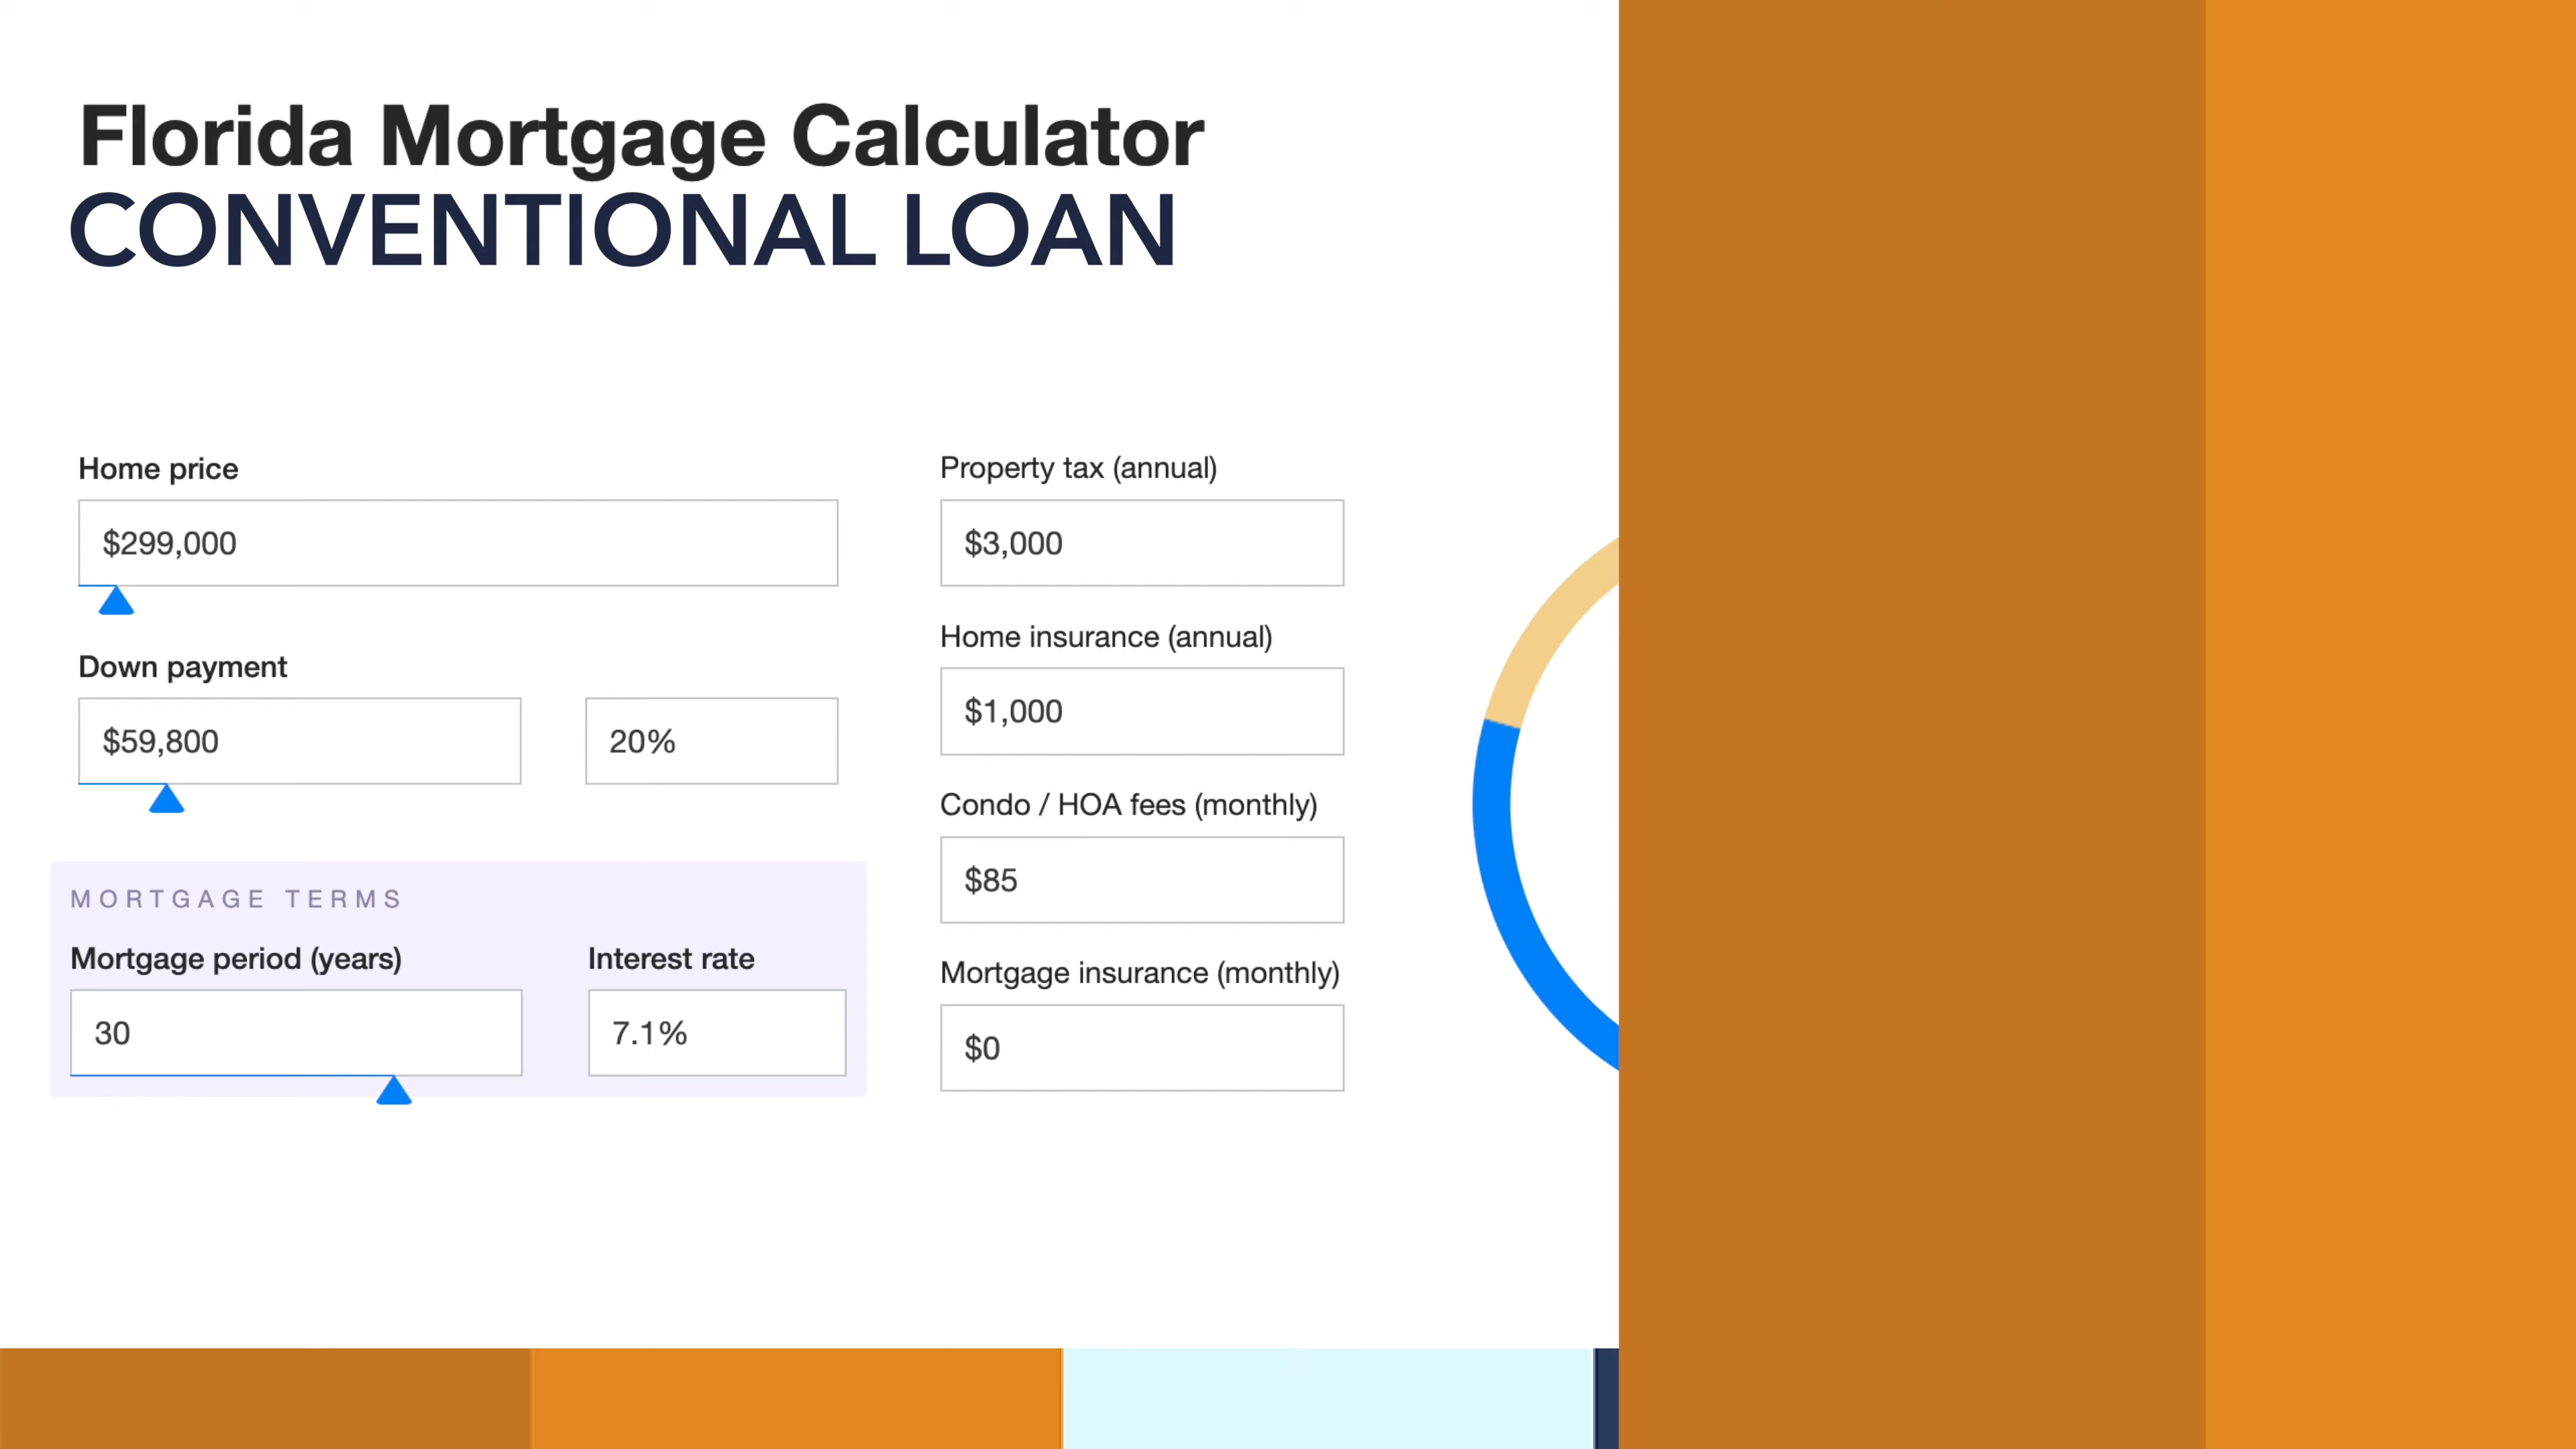 Florida Mortgage Calculator
CONVENTIONAL LOAN
Home price
$299,000
Down payment
$59,800
20%
MORTGAGE TERMS
Mortgage period (years)
Interest rate
30
7.1%
Property tax (annual)
$3,000
Home insurance (annual)
$1,000
Condo / HOA fees (monthly)
$85
Mortgage insurance (monthly)
$0